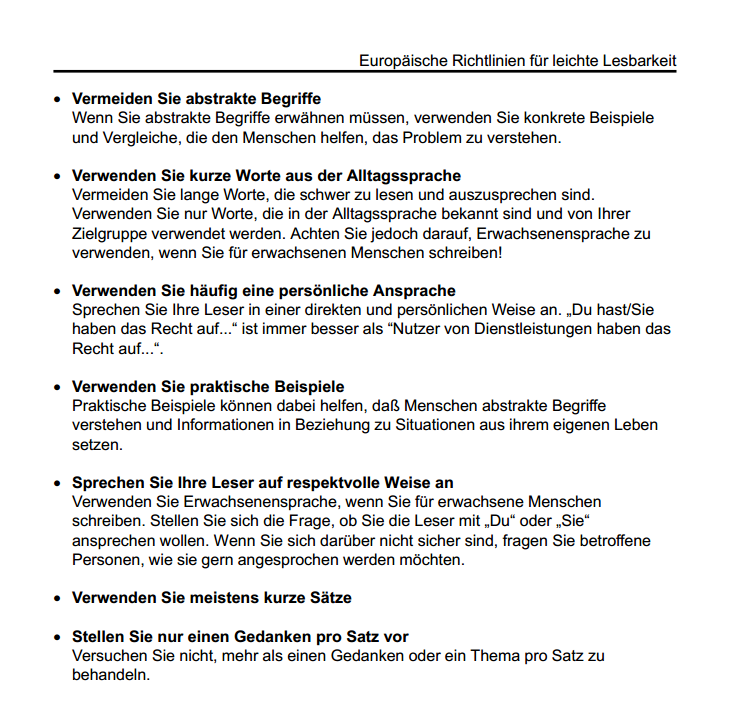 Europäische Richtlinien für leichte Lesbarkeit
• Vermeiden Sie abstrakte Begriffe
Wenn Sie abstrakte Begriffe erwähnen müssen, verwenden Sie konkrete Beispiele
und Vergleiche, die den Menschen helfen, das Problem zu verstehen.
• Verwenden Sie kurze Worte aus der Alltagssprache
Vermeiden Sie lange Worte, die schwer zu lesen und auszusprechen sind.
Verwenden Sie nur Worte, die in der Alltagssprache bekannt sind und von Ihrer
Zielgruppe verwendet werden. Achten Sie jedoch darauf, Erwachsenensprache zu
verwenden, wenn Sie für erwachsenen Menschen schreiben!
• Verwenden Sie häufig eine persönliche Ansprache
Sprechen Sie Ihre Leser in einer direkten und persönlichen Weise an. „Du hast/Sie
haben das Recht auf...“ ist immer besser als “Nutzer von Dienstleistungen haben das
Recht auf...“.
• Verwenden Sie praktische Beispiele
Praktische Beispiele können dabei helfen, daß Menschen abstrakte Begriffe
verstehen und Informationen in Beziehung zu Situationen aus ihrem eigenen Leben
setzen.
• Sprechen Sie Ihre Leser auf respektvolle Weise an
Verwenden Sie Erwachsenensprache, wenn Sie für erwachsene Menschen
schreiben. Stellen Sie sich die Frage, ob Sie die Leser mit „Du“ oder „Sie“
ansprechen wollen. Wenn Sie sich darüber nicht sicher sind, fragen Sie betroffene
Personen, wie sie gern angesprochen werden möchten.
• Verwenden Sie meistens kurze Sätze
• Stellen Sie nur einen Gedanken pro Satz vor
Versuchen Sie nicht, mehr als einen Gedanken oder ein Thema pro Satz zu
behandeln.